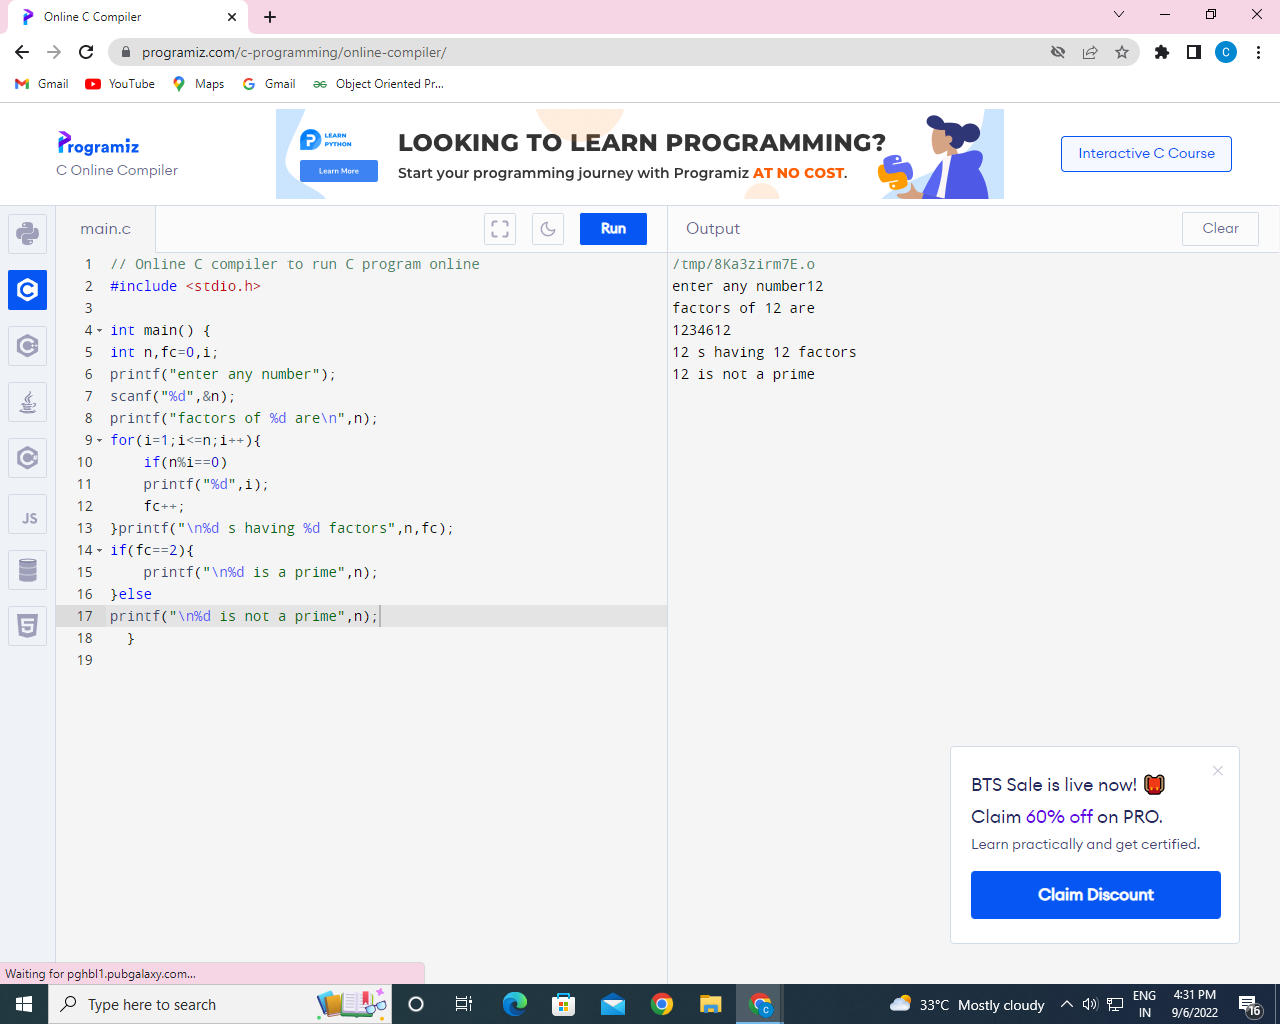 Online C Compiler
programiz.com/c-programming/online-compiler/
C
Gmail
YouTube
Maps
Gmail
Object Oriented Pr...
Programiz
C Online Compiler
LEARN
PYTHON
Learn More
LOOKING TO LEARN PROGRAMMING?
Start your programming journey with Programiz AT NO COST.
Interactive C Course
main.c
Run
Output
Clear
JS
1 // Online C compiler to run C program online
2 #include <stdio.h>
3
4 int main() {
5 int n,fc=0,i;
6 printf("enter any number");
7 scanf("%d",&n);
8 printf("factors of %d are\n",n);
9 for(i=1;i<=n;i++){
10     if(n%i==0)
11     printf("%d",i);
12     fc++;
13 }printf("\n%d s having %d factors",n,fc);
14 if(fc==2){
15     printf("\n%d is a prime",n);
16 }else
17 printf("\n%d is not a prime",n);
18   }
19
/tmp/8Ka3zirm7E.o
enter any number12
factors of 12 are
1234612
12 s having 12 factors
12 is not a prime
BTS Sale is live now!
Claim 60% off on PRO.
Learn practically and get certified.
Claim Discount
Waiting for pghbl1.pubgalaxy.com...
Type here to search
33°C Mostly cloudy
ENG
IN
4:31 PM
9/6/2022
16